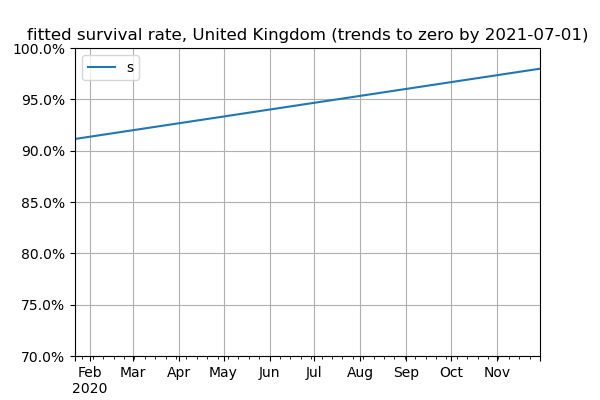 fitted survival rate, United Kingdom (trends to zero by 2021-07-01)
100.0%
95.0%
90.0%
85.0%
80.0%
75.0%
70.0%
s
Feb Mar Apr May Jun Jul Aug Sep Oct Nov
2020